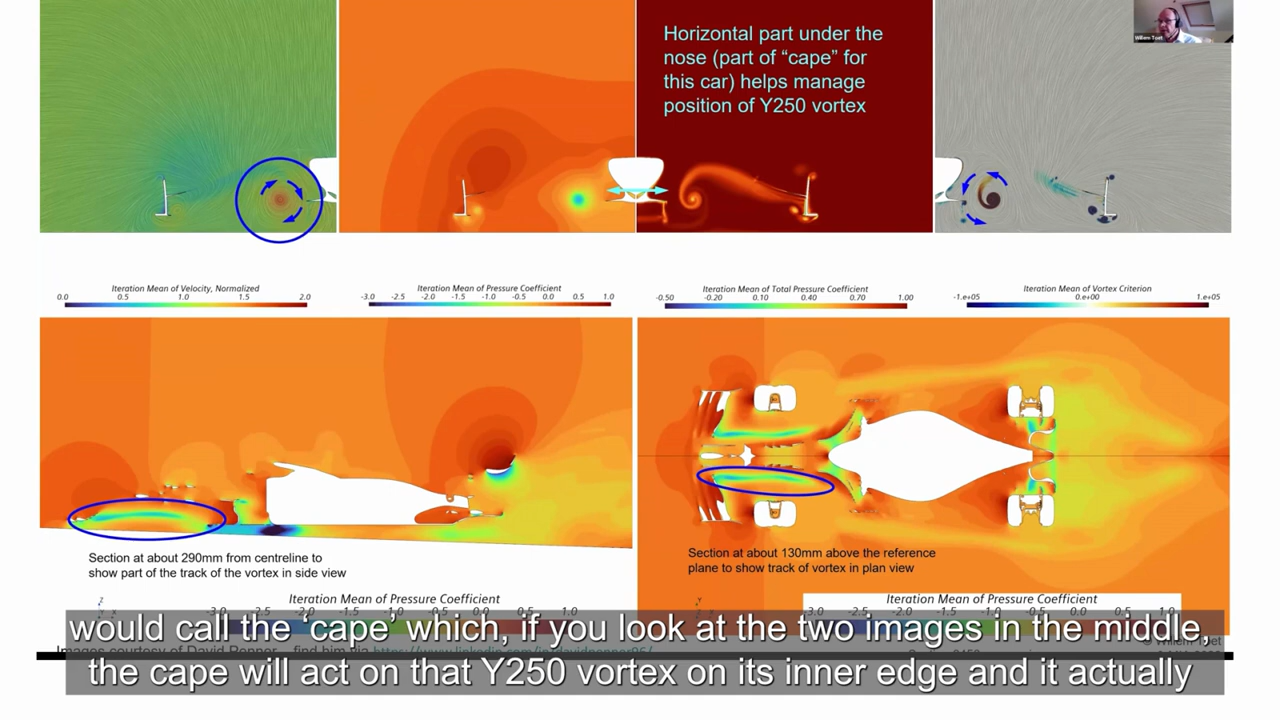 Horizontal part under the
nose (part of “cape” for
this car) helps manage
position of Y250 vortex
Willem Toet
Iteration Mean of Velocity, Normalized
0.0 0.5 1.0 1.5 2.0
Iteration Mean of Pressure Coefficient
-3.0 -2.5 -2.0 -1.5 -1.0 -0.5 0.0 0.5 1.0
Iteration Mean of Total Pressure Coefficient
-0.50 -0.20 0.10 0.40 0.70 1.00
Iteration Mean of Vortex Criterion
-1.e+05 0.e+00 1.e+05
Section at about 290mm from centreline to
show part of the track of the vortex in side view
Section at about 130mm above the reference
plane to show track of vortex in plan view
Iteration Mean of Pressure Coefficient
Iteration Mean of Pressure Coefficient
would call the ‘cape’ which, if you look at the two images in the middle,
the cape will act on that Y250 vortex on its inner edge and it actually